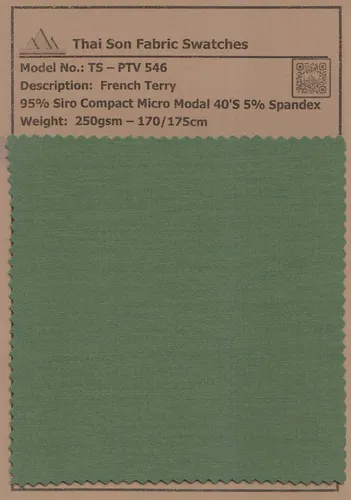 Thai Son Fabric Swatches
Model No.: TS – PTV 546
Description: French Terry
95% Siro Compact Micro Modal 40'S 5% Spandex
Weight: 250gsm – 170/175cm